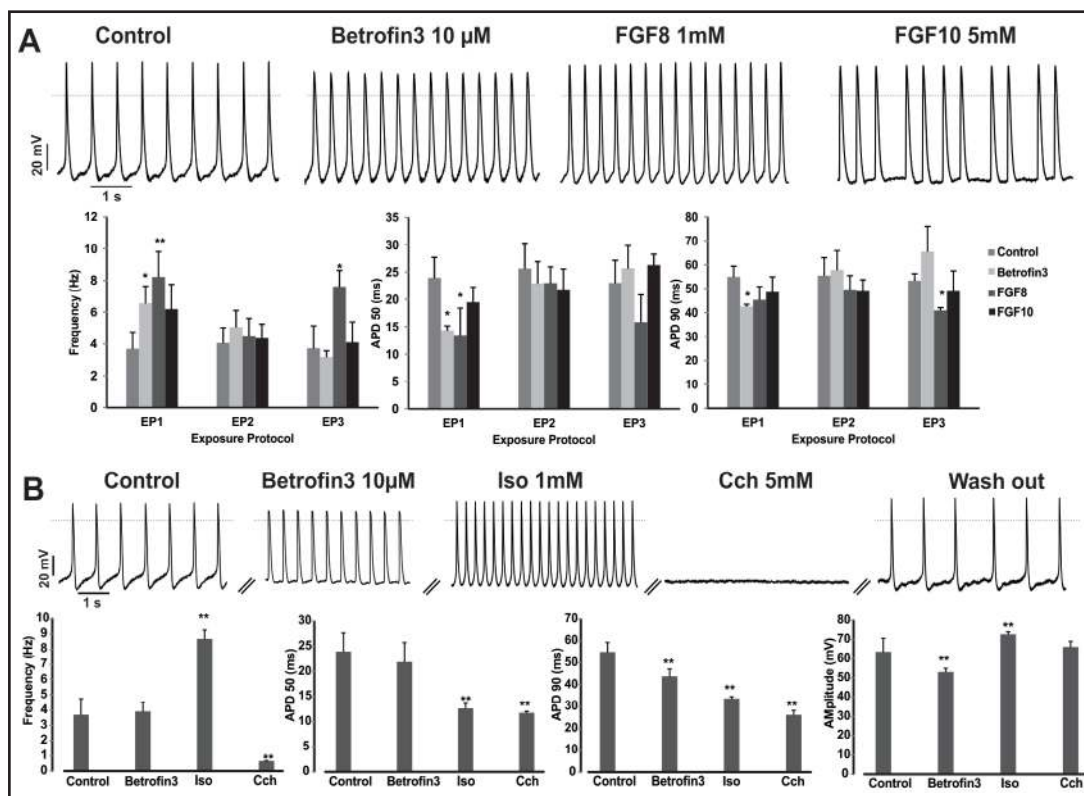 A
Control
Betrofin3 10 µM
FGF8 1mM
FGF10 5mM
20 mV
1 s
Frequency (Hz)
12
10
8
6
4
2
0
*
**
*
EP1
EP2
EP3
Exposure Protocol
APD 50 (ms)
35
30
25
20
15
10
5
0
*
*
EP1
EP2
EP3
Exposure Protocol
APD 90 (ms)
80
70
60
50
40
30
20
10
0
*
*
EP1
EP2
EP3
Exposure Protocol
Control
Betrofin3
FGF8
FGF10
B
Control
Betrofin3 10µM
Iso 1mM
Cch 5mM
Wash out
20 mV
1 s
Frequency (Hz)
10
9
8
7
6
5
4
3
2
1
0
**
**
Control
Betrofin3
Iso
Cch
APD 50 (ms)
30
25
20
15
10
5
0
**
**
Control
Betrofin3
Iso
Cch
APD 90 (ms)
70
60
50
40
30
20
10
0
**
**
**
Control
Betrofin3
Iso
Cch
AMplitude (mV)
80
70
60
50
40
30
20
10
0
**
**
Control
Betrofin3
Iso
Cch